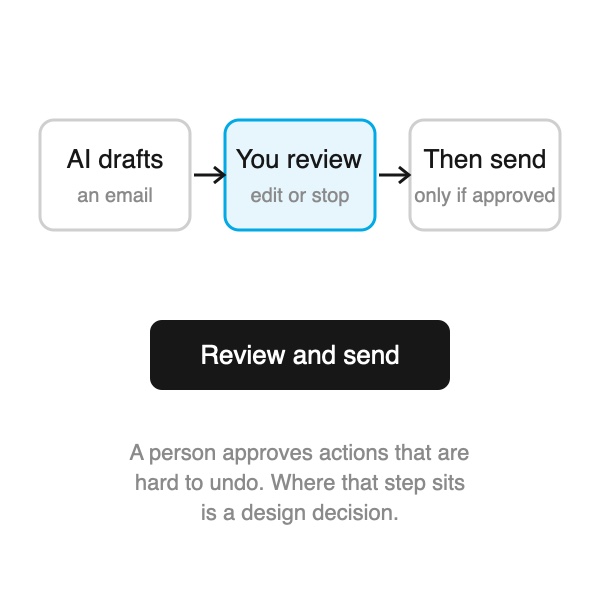 AI drafts
an email
You review
edit or stop
Then send
only if approved
Review and send
A person approves actions that are
hard to undo. Where that step sits
is a design decision.